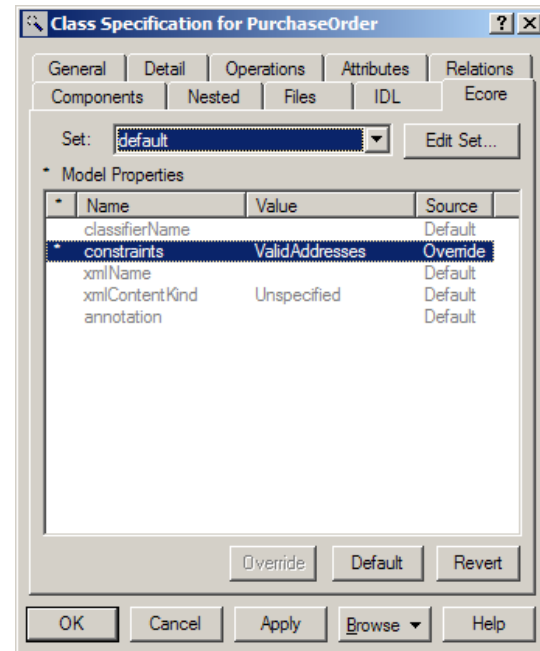 Class Specification for PurchaseOrder ? X
General Detail Operations Attributes Relations
Components Nested Files IDL Ecore
Set: default Edit Set...
* Model Properties
* Name Value Source
classifierName Default
* constraints ValidAddresses Override
xmlName Default
xmlContentKind Unspecified Default
annotation Default
Override Default Revert
OK Cancel Apply Browse Help